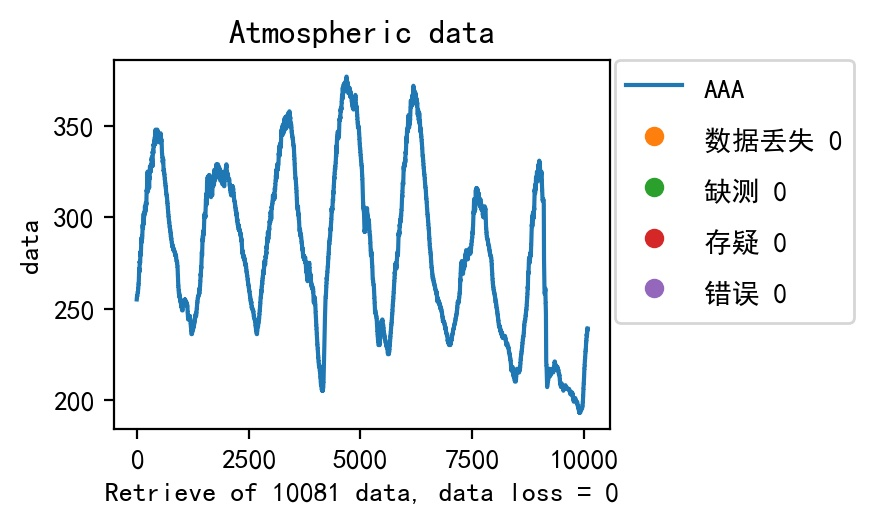 Atmospheric data
data
350
300
250
200
0 2500 5000 7500 10000
Retrieve of 10081 data, data loss = 0
AAA
数据丢失 0
缺测 0
存疑 0
错误 0